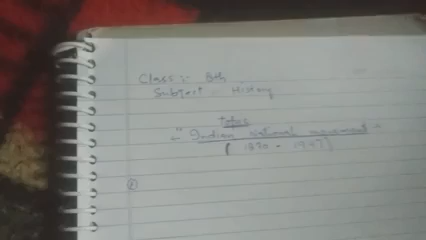 Class :- 8th
Subject :- History
Topic
"Indian National movement"
( 1870 - 1947)